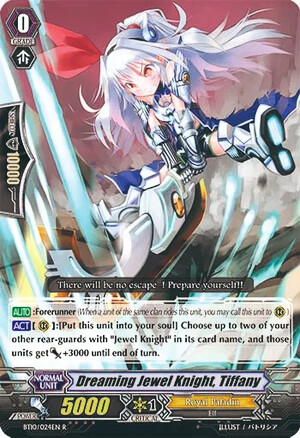 0
GRADE
10000
There will be no escape ! Prepare yourself!!
AUTO :Forerunner (When a unit of the same clan rides this unit, you may call this unit to
ACT :[Put this unit into your soul] Choose up to two of
your other rear-guards with "Jewel Knight" in its card name, and those
units get +3000 until end of turn.
NORMAL
UNIT
Dreaming Jewel Knight, Tiffany
POWER
5000
1
CRITICAL
Royal Paladin
Elf
BT10/024EN R
ILLUST / パトリシア